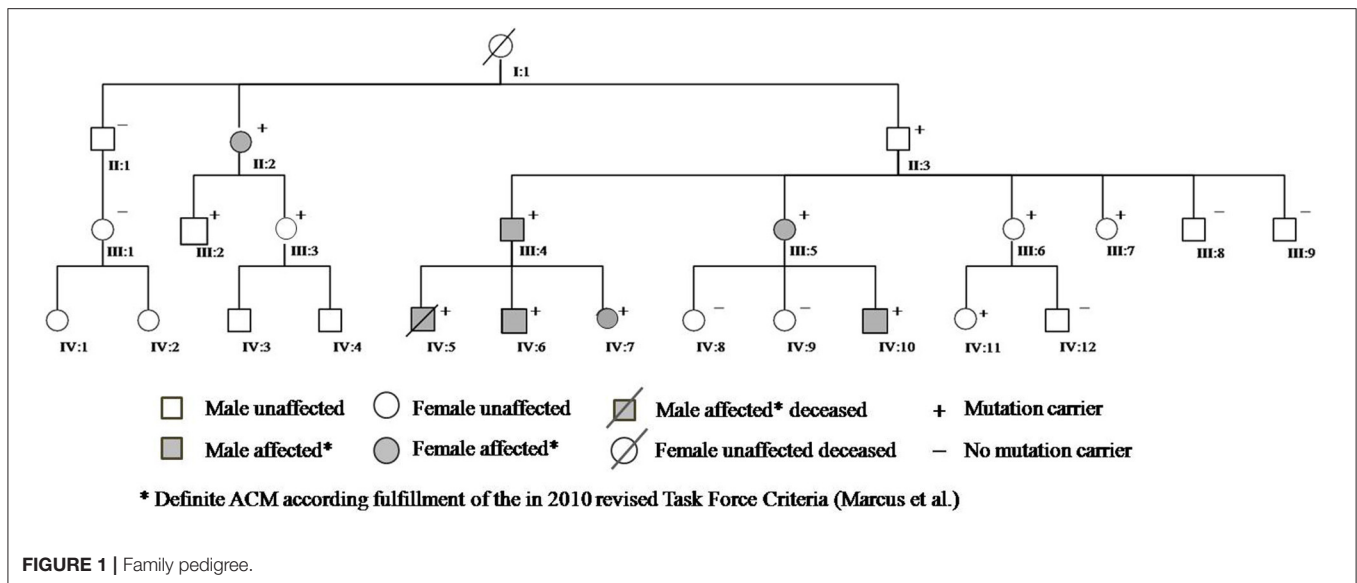 I:1
− + +
II:1 II:2 II:3
− + + + + + + − −
III:1 III:2 III:3 III:4 III:5 III:6 III:7 III:8 III:9
+ + + − − + + −
IV:1 IV:2 IV:3 IV:4 IV:5 IV:6 IV:7 IV:8 IV:9 IV:10 IV:11 IV:12
Male unaffected Female unaffected Male affected* deceased + Mutation carrier
Male affected* Female affected* Female unaffected deceased − No mutation carrier
* Definite ACM according fulfillment of the in 2010 revised Task Force Criteria (Marcus et al.)
FIGURE 1 | Family pedigree.